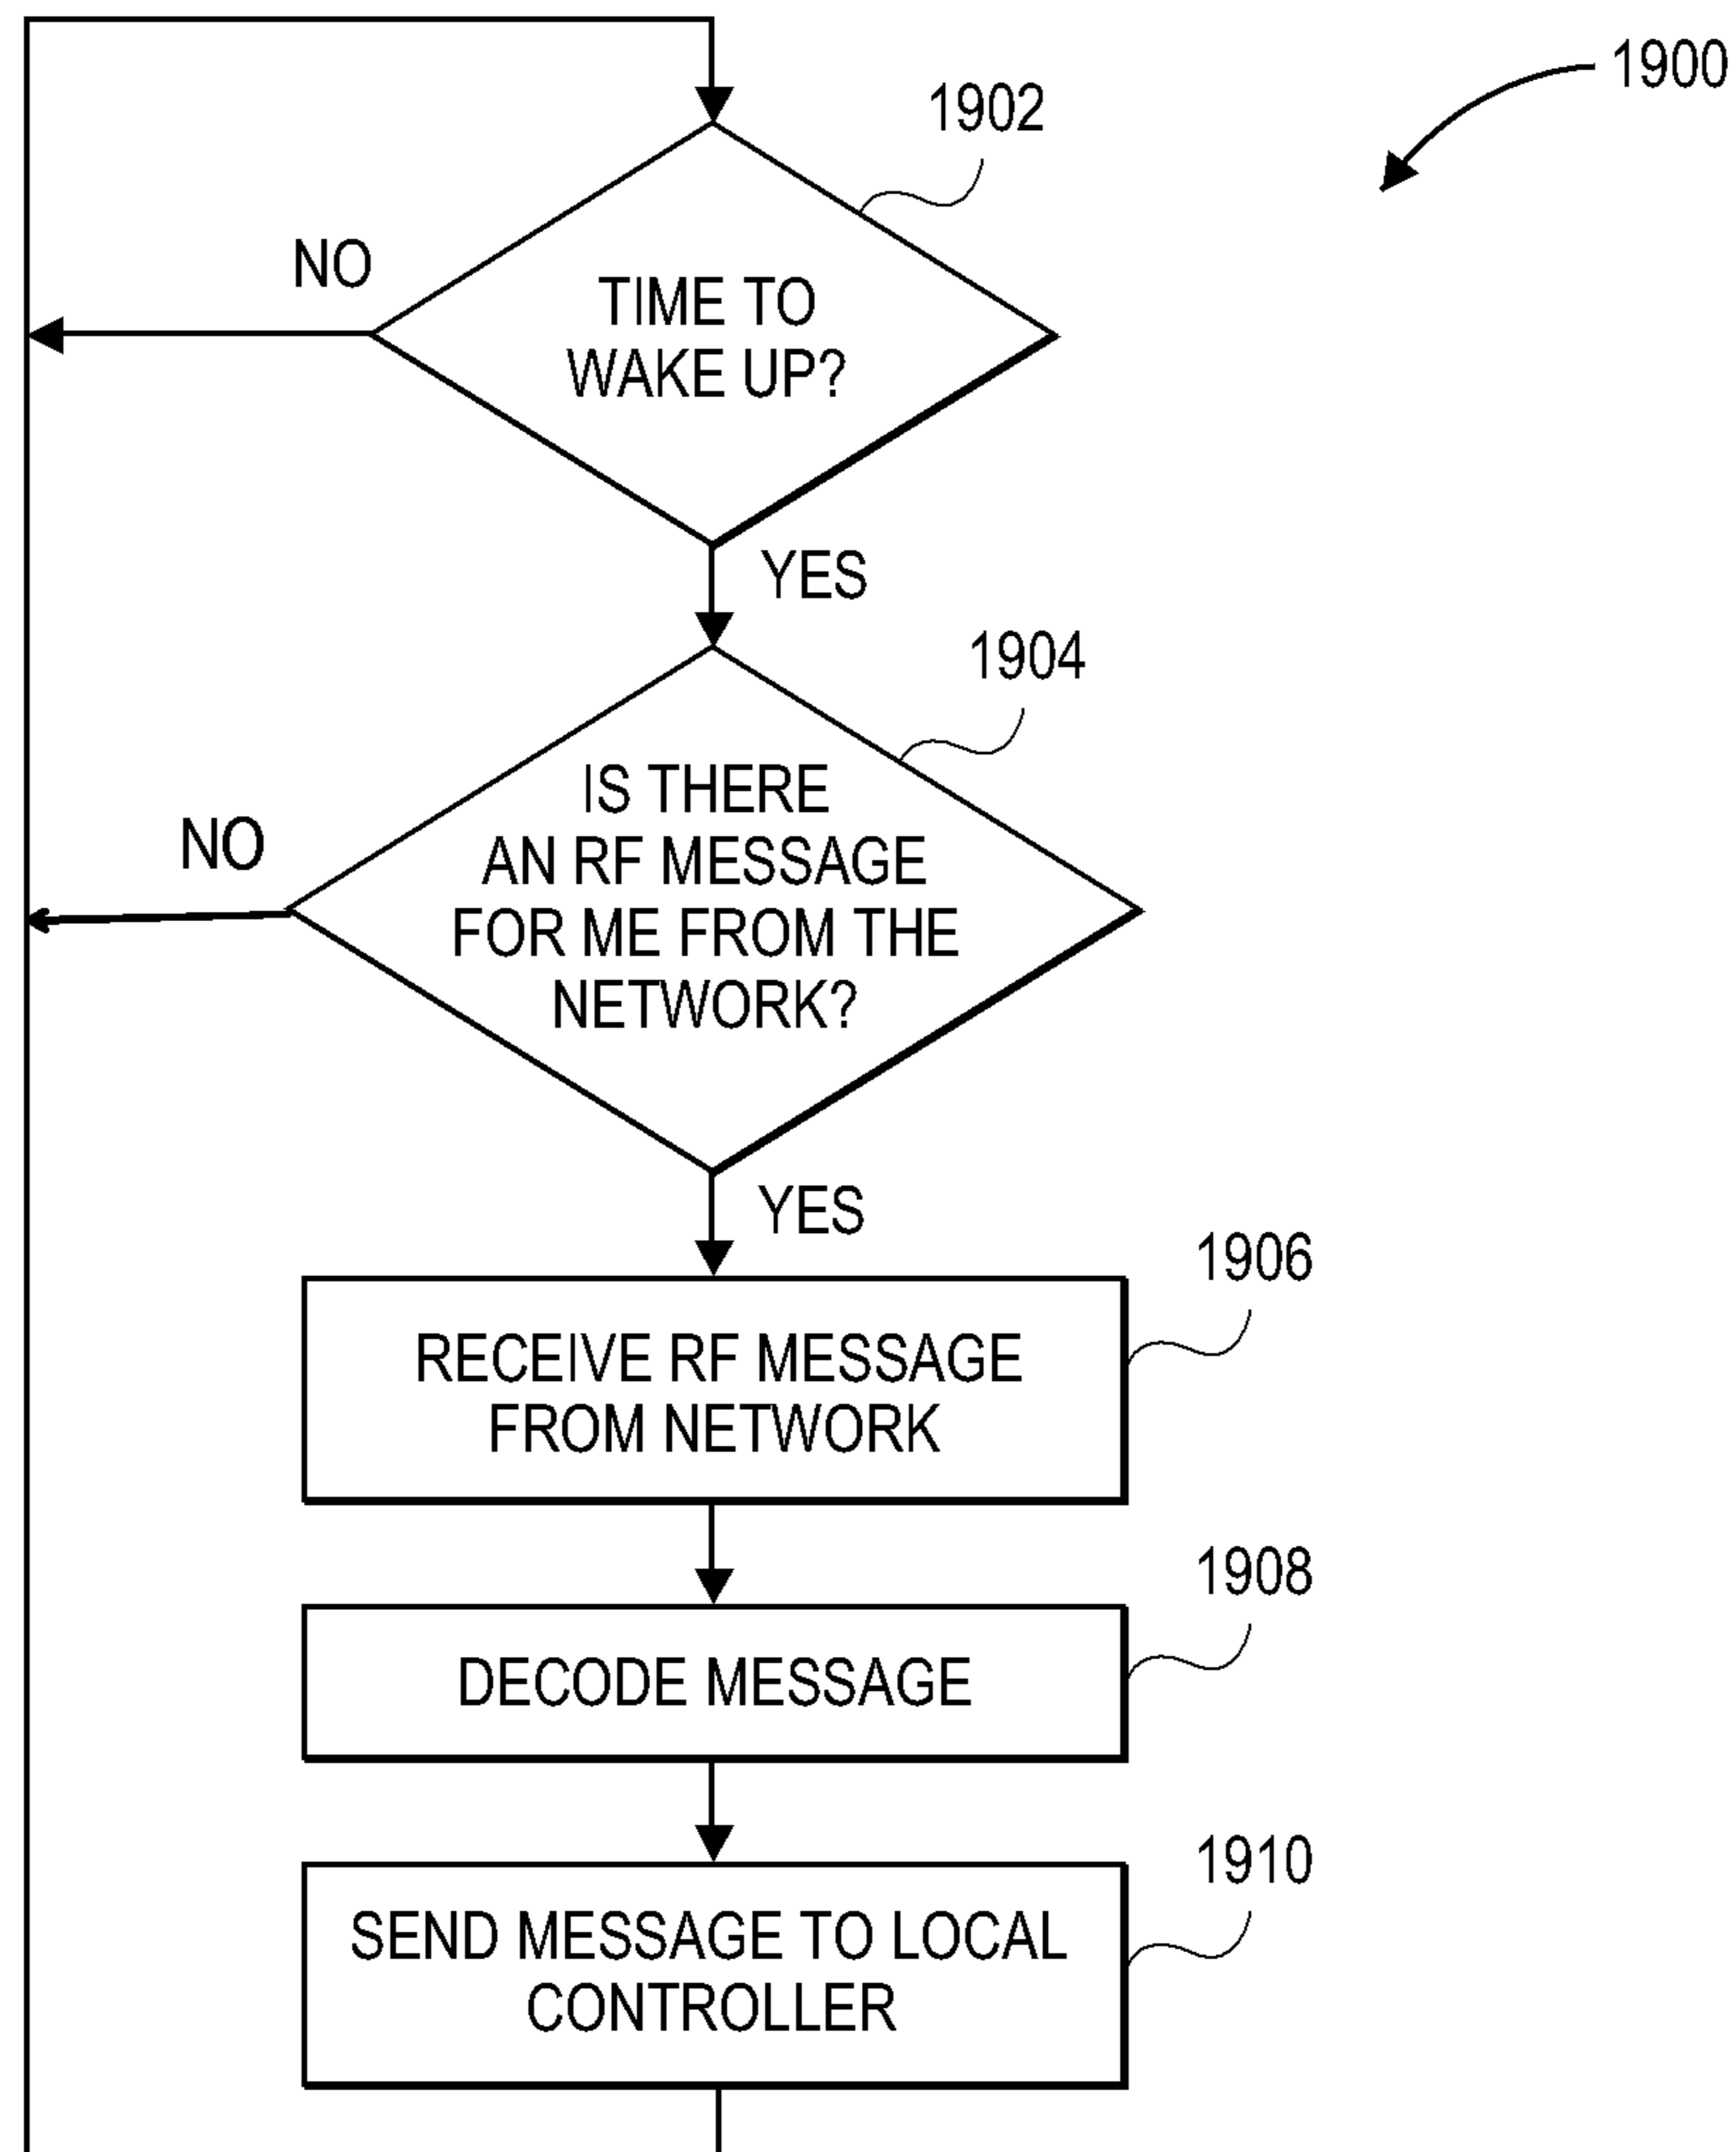 1900
1902
NO
TIME TO
WAKE UP?
YES
1904
IS THERE
AN RF MESSAGE
FOR ME FROM THE
NETWORK?
NO
YES
1906
RECEIVE RF MESSAGE
FROM NETWORK
1908
DECODE MESSAGE
1910
SEND MESSAGE TO LOCAL
CONTROLLER